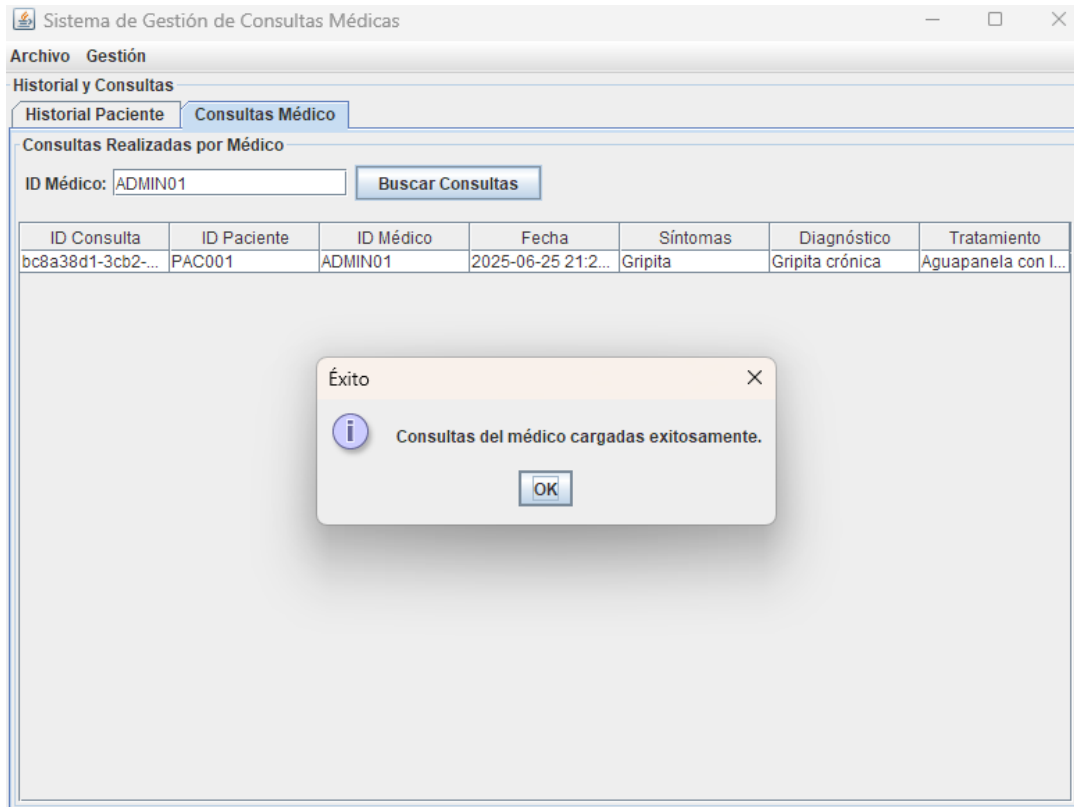 Sistema de Gestión de Consultas Médicas
Archivo Gestión
Historial y Consultas
Historial Paciente Consultas Médico
Consultas Realizadas por Médico
ID Médico: ADMIN01 Buscar Consultas
ID Consulta ID Paciente ID Médico Fecha Síntomas Diagnóstico Tratamiento
bc8a38d1-3cb2-... PAC001 ADMIN01 2025-06-25 21:2... Gripita Gripita crónica Aguapanela con l...
Éxito
Consultas del médico cargadas exitosamente.
OK